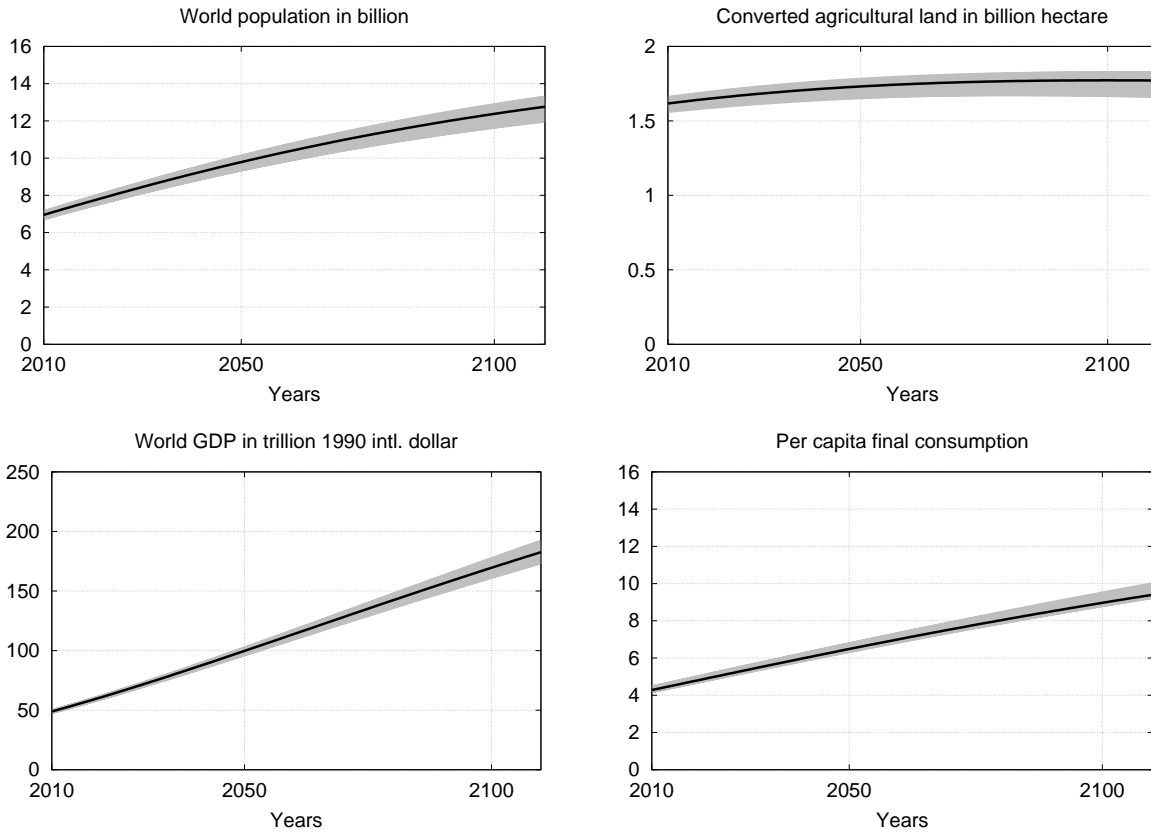 World population in billion
16
14
12
10
8
6
4
2
0
2010 2050 2100
Years
Converted agricultural land in billion hectare
2
1.5
1
0.5
0
2010 2050 2100
Years
World GDP in trillion 1990 intl. dollar
250
200
150
100
50
0
2010 2050 2100
Years
Per capita final consumption
16
14
12
10
8
6
4
2
0
2010 2050 2100
Years